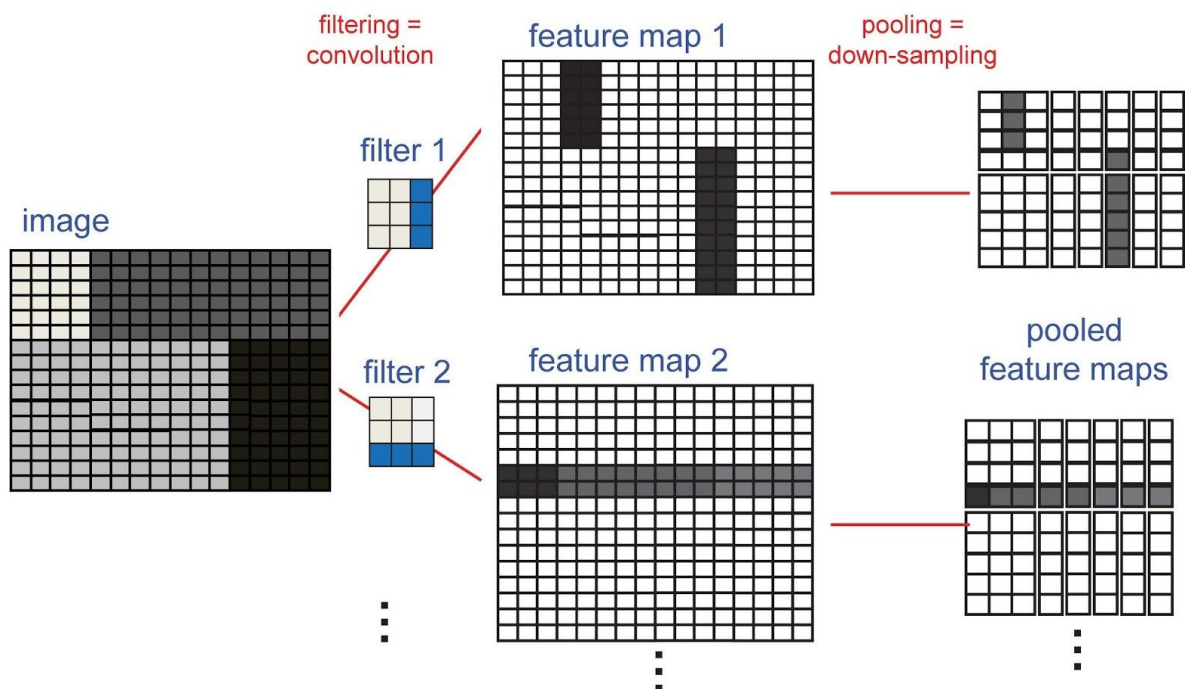 filtering =
convolution
feature map 1
pooling =
down-sampling
filter 1
image
filter 2
feature map 2
pooled
feature maps